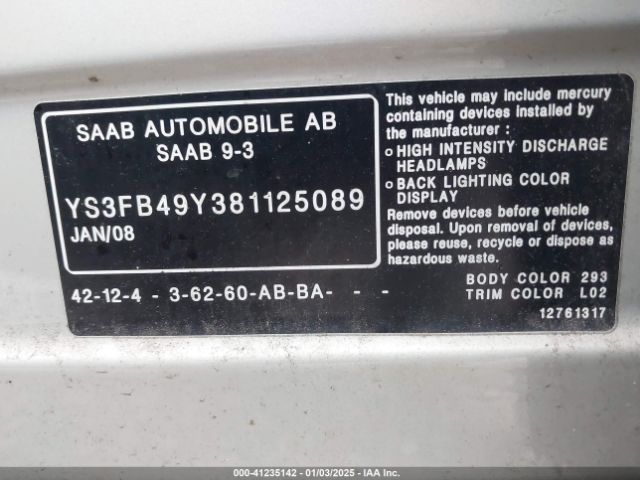 SAAB AUTOMOBILE AB
SAAB 9-3
YS3FB49Y381125089
JAN/08
42-12-4 - 3-62-60-AB-BA- - -
This vehicle may include mercury
containing devices installed by
the manufacturer :
o HIGH INTENSITY DISCHARGE
HEADLAMPS
o BACK LIGHTING COLOR
DISPLAY
Remove devices before vehicle
disposal. Upon removal of devices,
please reuse, recycle or dispose as
hazardous waste.
BODY COLOR 293
TRIM COLOR L02
12761317
000-41235142 - 01/03/2025 - IAA Inc.